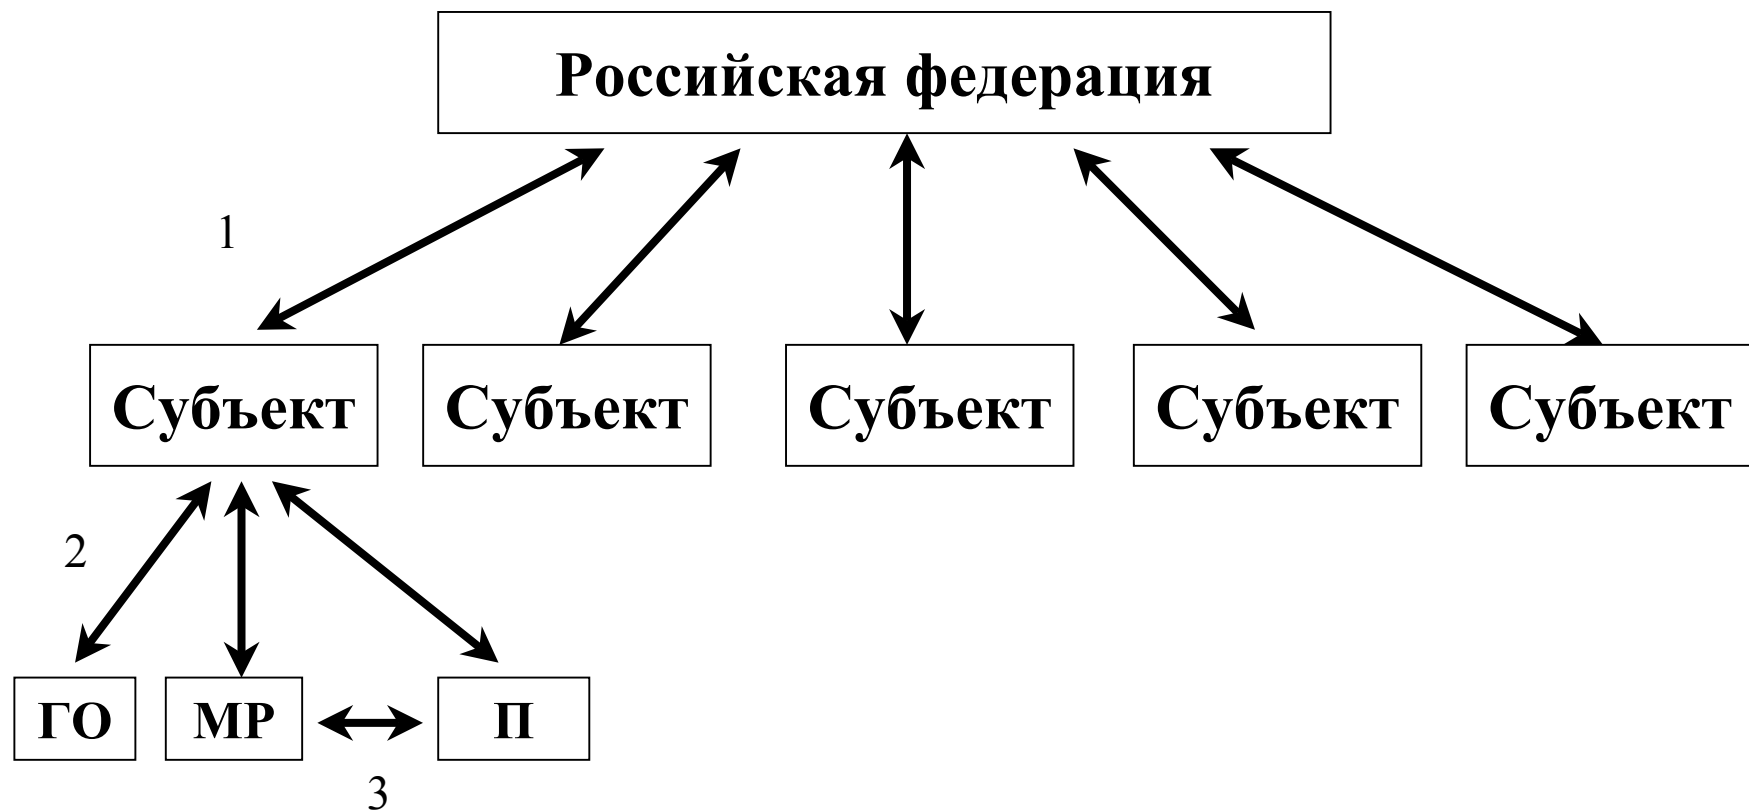 Российская федерация
1
Субъект Субъект Субъект Субъект Субъект
2
ГО МР П
3